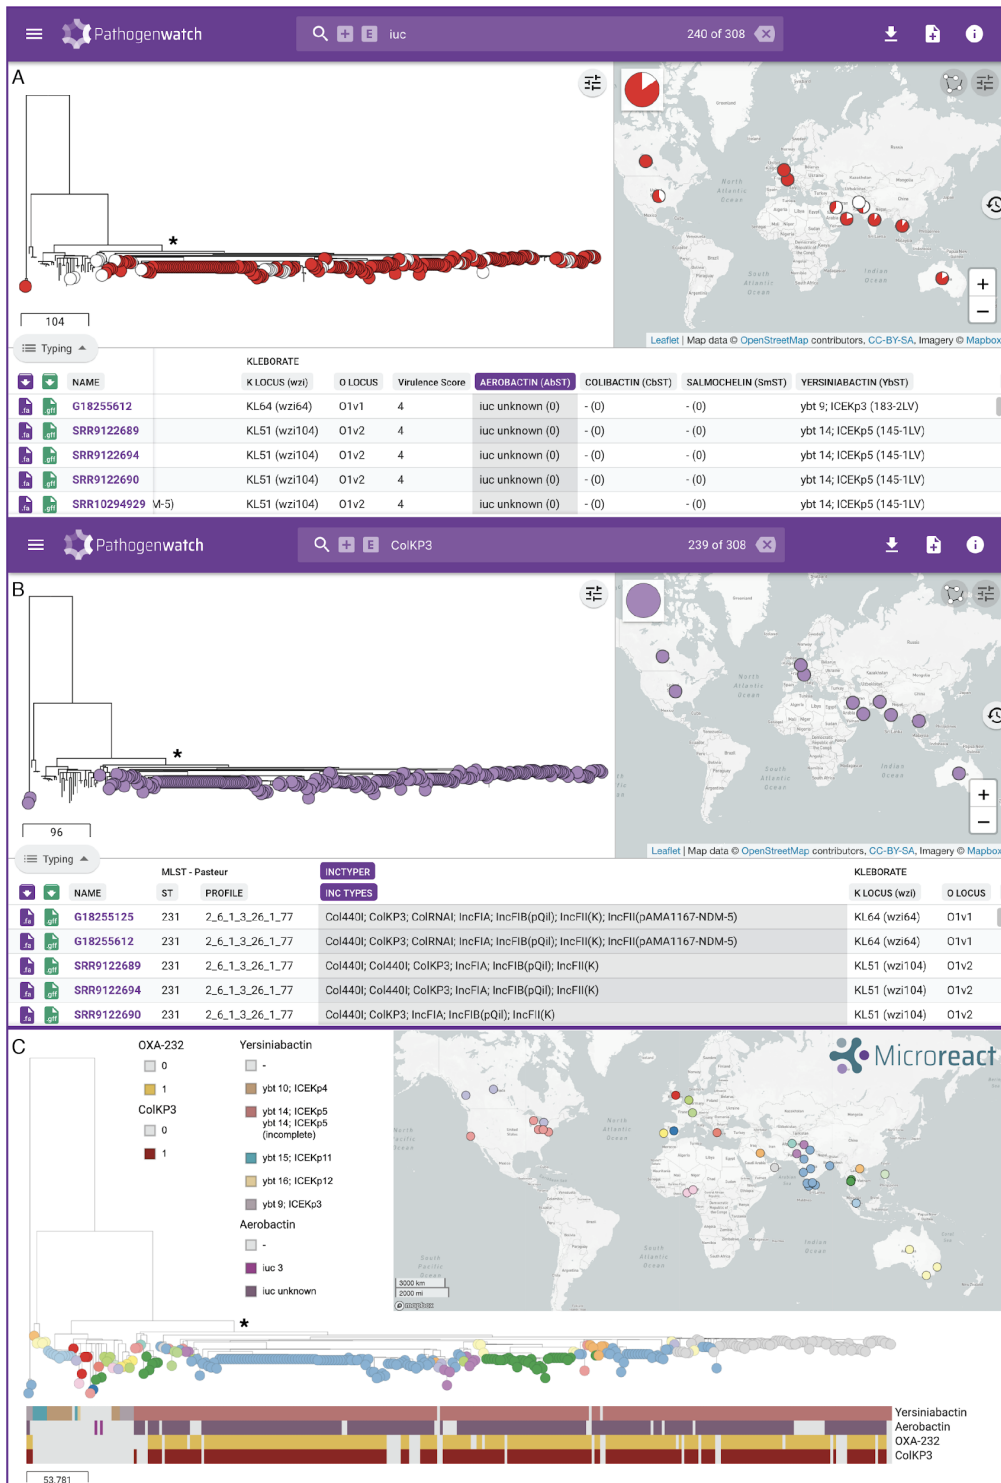 Pathogenwatch
iuc
240 of 308
A
104
Leaflet | Map data © OpenStreetMap contributors, CC-BY-SA, Imagery © Mapbox
Typing
KLEBORATE
NAME K LOCUS (wzi) O LOCUS Virulence Score AEROBACTIN (AbST) COLIBACTIN (CbST) SALMOCHELIN (SmST) YERSINIABACTIN (YbST)
G18255612 KL64 (wzi64) O1v1 4 iuc unknown (0) - (0) - (0) ybt 9; ICEKp3 (183-2LV)
SRR9122689 KL51 (wzi104) O1v2 4 iuc unknown (0) - (0) - (0) ybt 14; ICEKp5 (145-1LV)
SRR9122694 KL51 (wzi104) O1v2 4 iuc unknown (0) - (0) - (0) ybt 14; ICEKp5 (145-1LV)
SRR9122690 KL51 (wzi104) O1v2 4 iuc unknown (0) - (0) - (0) ybt 14; ICEKp5 (145-1LV)
SRR10294929 M-5) KL51 (wzi104) O1v2 4 iuc unknown (0) - (0) - (0) ybt 14; ICEKp5 (145-1LV)
Pathogenwatch
ColKP3
239 of 308
B
96
Leaflet | Map data © OpenStreetMap contributors, CC-BY-SA, Imagery © Mapbox
Typing
MLST - Pasteur INCTYPER KLEBORATE
NAME ST PROFILE INC TYPES K LOCUS (wzi) O LOCUS
G18255125 231 2_6_1_3_26_1_77 Col440I; ColKP3; ColRNAI; IncFIA; IncFIB(pQil); IncFII(K); IncFII(pAMA1167-NDM-5) KL64 (wzi64) O1v1
G18255612 231 2_6_1_3_26_1_77 Col440I; ColKP3; ColRNAI; IncFIA; IncFIB(pQil); IncFII(K); IncFII(pAMA1167-NDM-5) KL64 (wzi64) O1v1
SRR9122689 231 2_6_1_3_26_1_77 Col440I; Col440I; ColKP3; IncFIA; IncFIB(pQil); IncFII(K) KL51 (wzi104) O1v2
SRR9122694 231 2_6_1_3_26_1_77 Col440I; Col440I; ColKP3; IncFIA; IncFIB(pQil); IncFII(K) KL51 (wzi104) O1v2
SRR9122690 231 2_6_1_3_26_1_77 Col440I; ColKP3; IncFIA; IncFIB(pQil); IncFII(K) KL51 (wzi104) O1v2
C
OXA-232
0
1
ColKP3
0
1
Yersiniabactin
-
ybt 10; ICEKp4
ybt 14; ICEKp5
ybt 14; ICEKp5
(incomplete)
ybt 15; ICEKp11
ybt 16; ICEKp12
ybt 9; ICEKp3
Aerobactin
-
iuc 3
iuc unknown
Microreact
3000 km
2000 mi
mapbox
Yersiniabactin
Aerobactin
OXA-232
ColKP3
53.781